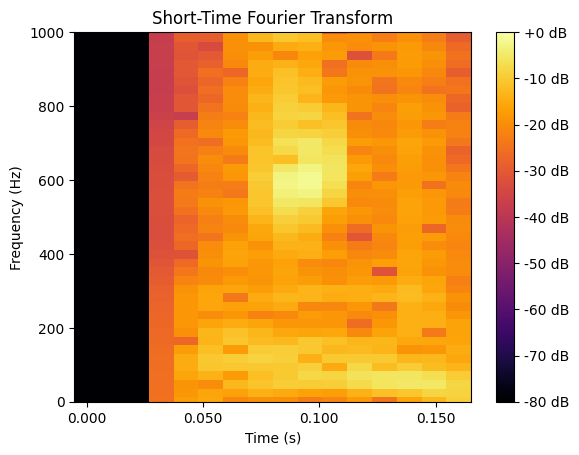 Short-Time Fourier Transform
Frequency (Hz)
1000
800
600
400
200
0
0.000
0.050
0.100
0.150
Time (s)
+0 dB
-10 dB
-20 dB
-30 dB
-40 dB
-50 dB
-60 dB
-70 dB
-80 dB